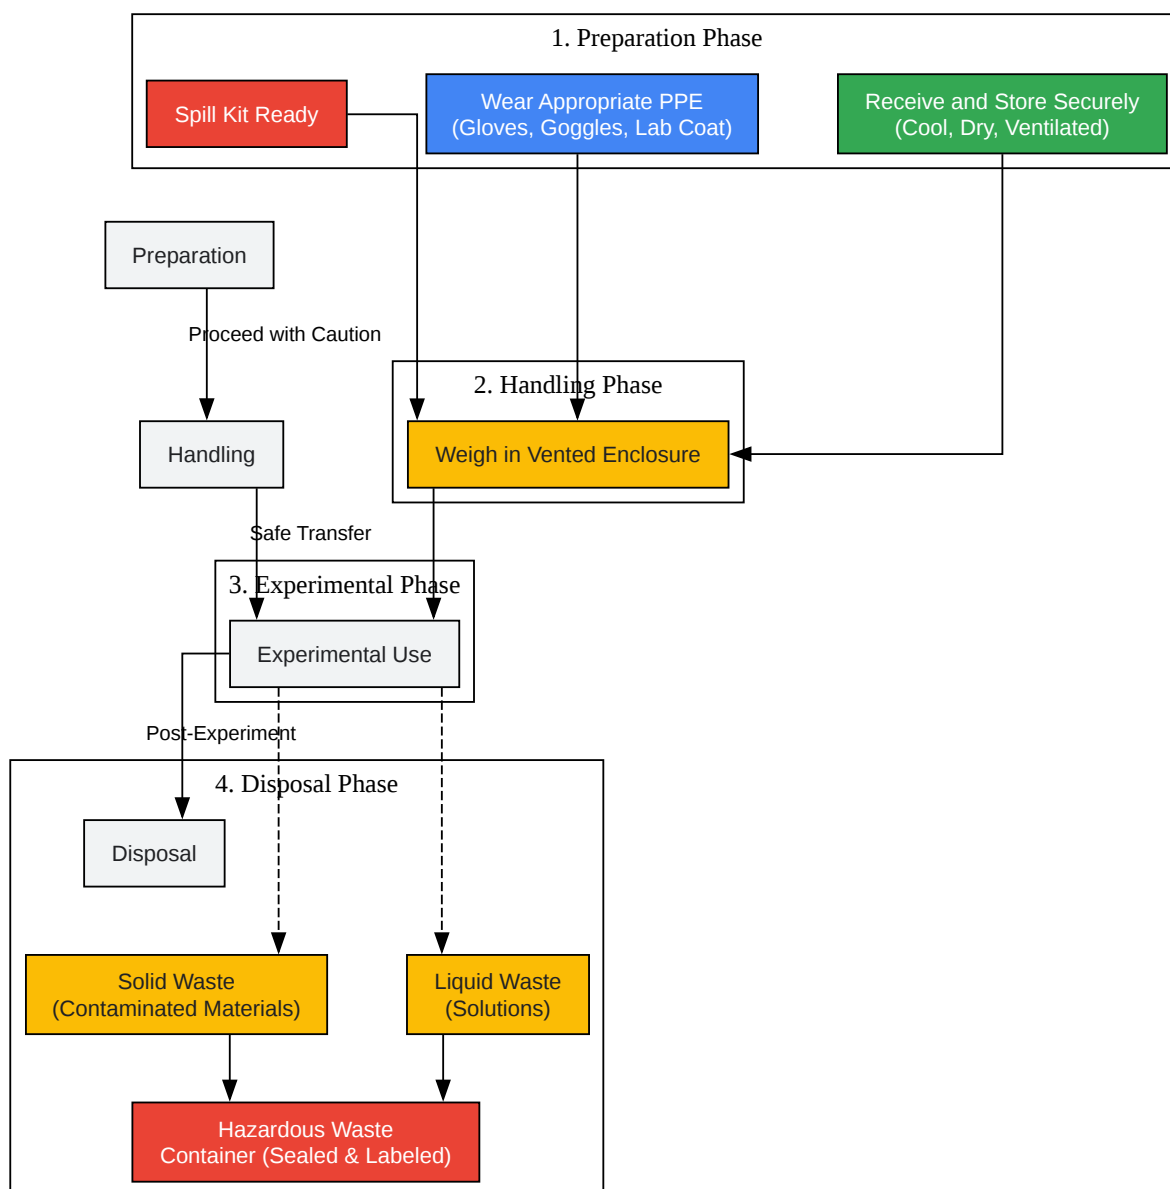 1. Preparation Phase
Spill Kit Ready
Wear Appropriate PPE
(Gloves, Goggles, Lab Coat)
Receive and Store Securely
(Cool, Dry, Ventilated)
Preparation
Proceed with Caution
2. Handling Phase
Handling
Weigh in Vented Enclosure
Safe Transfer
3. Experimental Phase
Experimental Use
Post-Experiment
4. Disposal Phase
Disposal
Solid Waste
(Contaminated Materials)
Liquid Waste
(Solutions)
Hazardous Waste
Container (Sealed & Labeled)